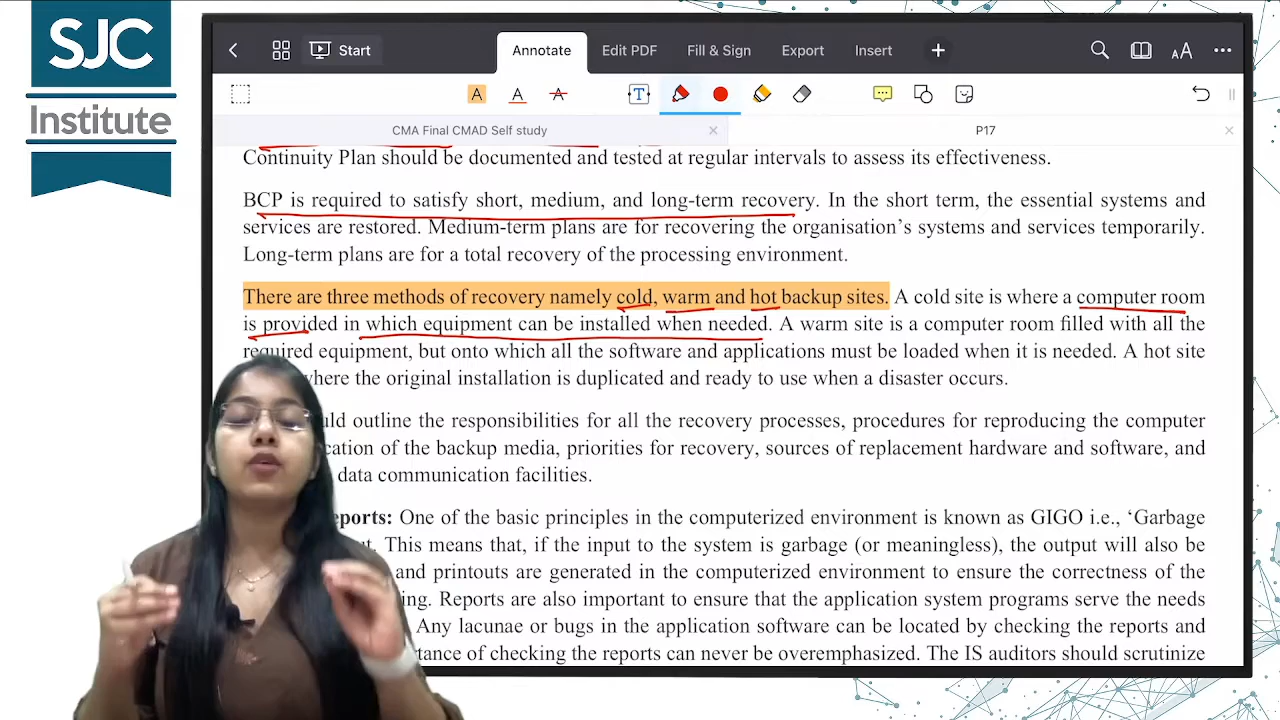 SJC
Institute
Start
Annotate
Edit PDF
Fill & Sign
Export
Insert
AA
T
A
A
A
CMA Final CMAD Self study
P17
Continuity Plan should be documented and tested at regular intervals to assess its effectiveness.
BCP is required to satisfy short, medium, and long-term recovery. In the short term, the essential systems and
services are restored. Medium-term plans are for recovering the organisation's systems and services temporarily.
Long-term plans are for a total recovery of the processing environment.
There are three methods of recovery namely cold, warm and hot backup sites. A cold site is where a computer room
is provided in which equipment can be installed when needed. A warm site is a computer room filled with all the
required equipment, but onto which all the software and applications must be loaded when it is needed. A hot site
where the original installation is duplicated and ready to use when a disaster occurs.
outline the responsibilities for all the recovery processes, procedures for reproducing the computer
of the backup media, priorities for recovery, sources of replacement hardware and software, and
data communication facilities.
One of the basic principles in the computerized environment is known as GIGO i.e., 'Garbage
This means that, if the input to the system is garbage (or meaningless), the output will also be
and printouts are generated in the computerized environment to ensure the correctness of the
Reports are also important to ensure that the application system programs serve the needs
Any lacunae or bugs in the application software can be located by checking the reports and
of checking the reports can never be overemphasized. The IS auditors should scrutinize